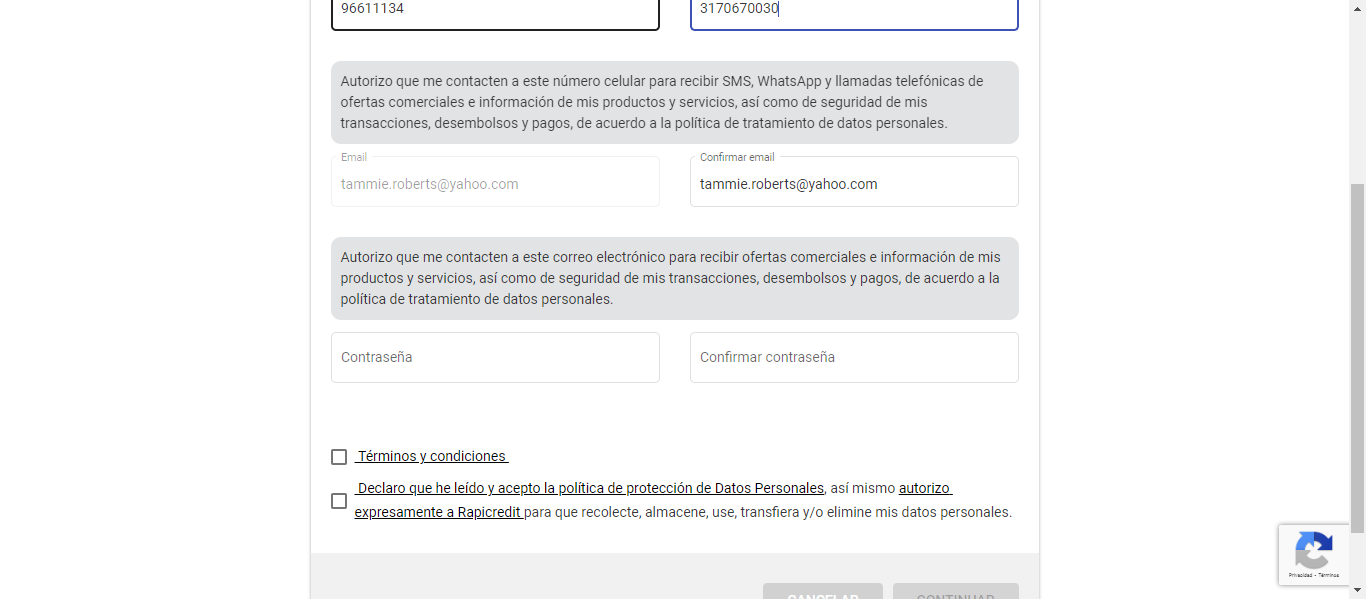 96611134 3170670030
Autorizo que me contacten a este número celular para recibir SMS, WhatsApp y llamadas telefónicas de
ofertas comerciales e información de mis productos y servicios, así como de seguridad de mis
transacciones, desembolsos y pagos, de acuerdo a la política de tratamiento de datos personales.
Email Confirmar email
tammie.roberts@yahoo.com tammie.roberts@yahoo.com
Autorizo que me contacten a este correo electrónico para recibir ofertas comerciales e información de mis
productos y servicios, así como de seguridad de mis transacciones, desembolsos y pagos, de acuerdo a la
política de tratamiento de datos personales.
Contraseña Confirmar contraseña
Términos y condiciones
Declaro que he leído y acepto la política de protección de Datos Personales, así mismo autorizo
expresamente a Rapicredit para que recolecte, almacene, use, transfiera y/o elimine mis datos personales.
Privacidad - Términos
CANCELAR CONTINUAR